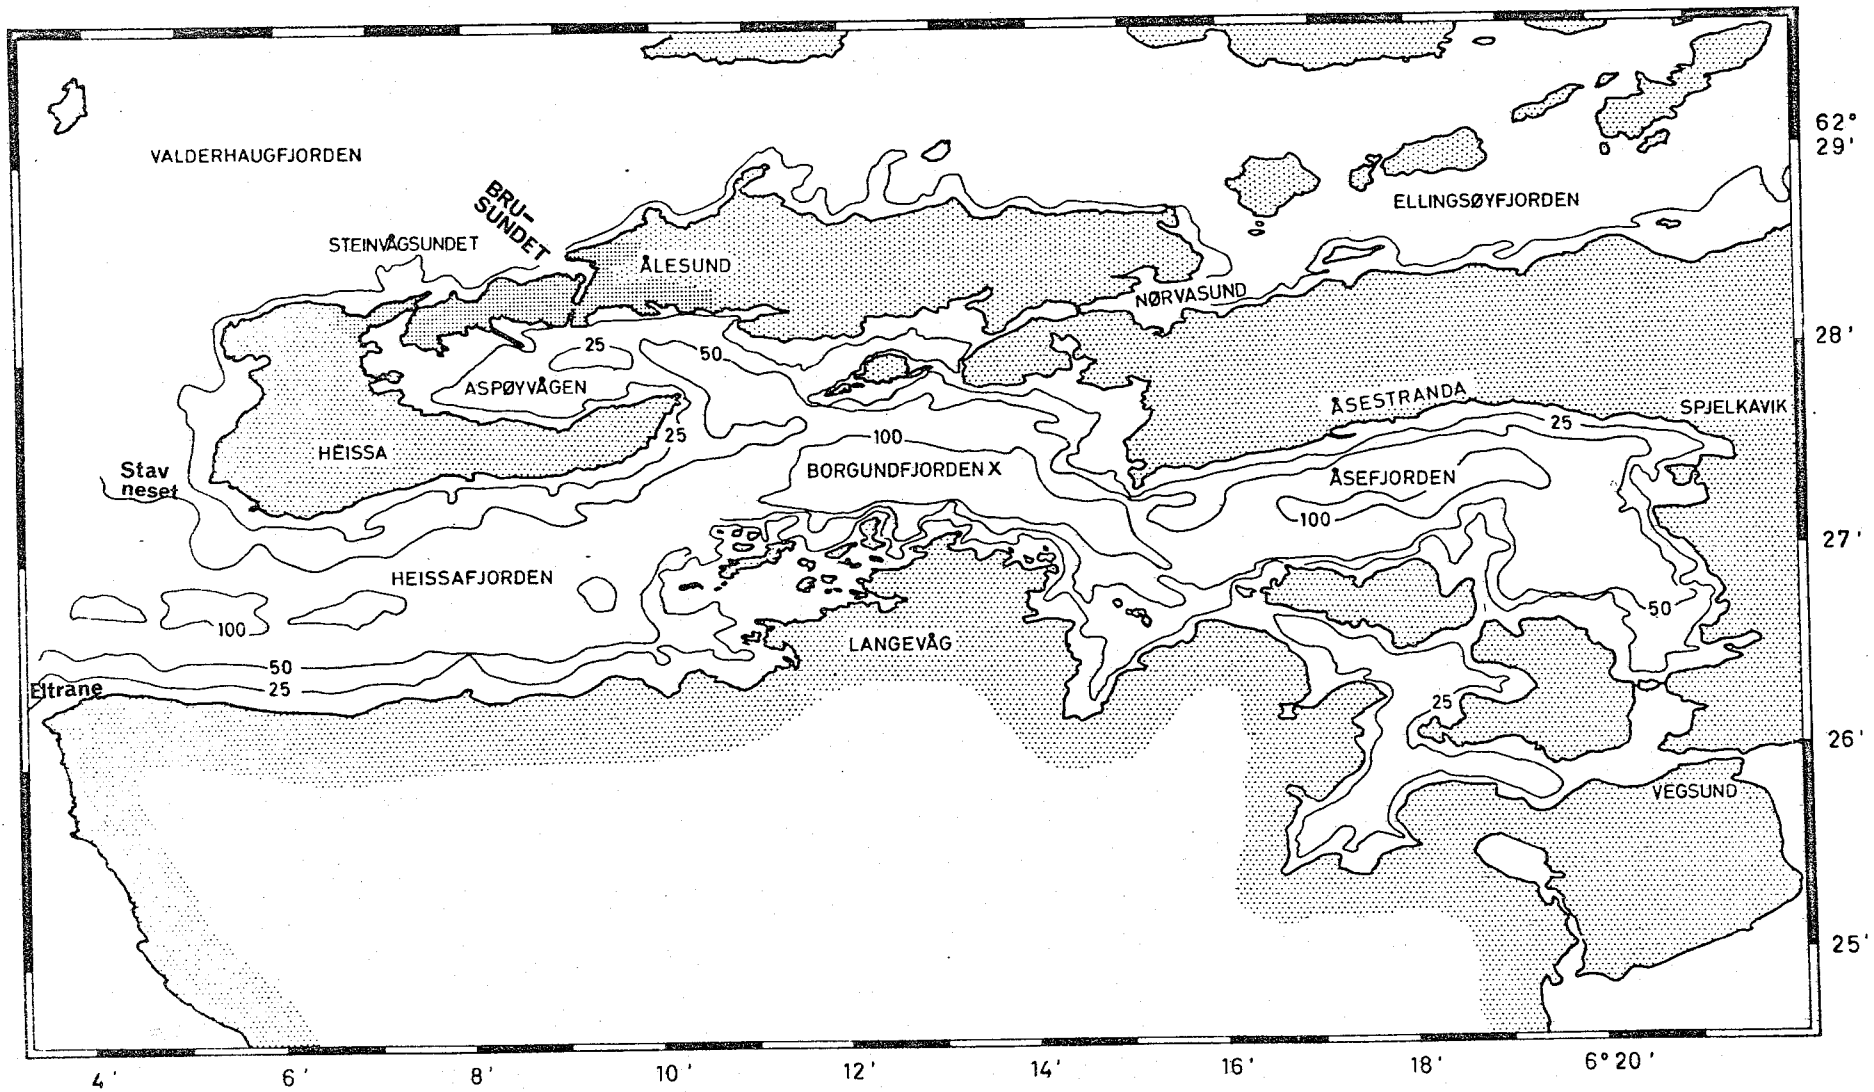 62°
29'
VALDERHAUGFJORDEN
BRU-
SUNDET
ELLINGSØYFJORDEN
STEINVÅGSUNDET
ÅLESUND
NØRVASUND
28'
25
50
ASPØYVÅGEN
ÅSESTRANDA
SPJELKAVIK
25
25
100
HEISSA
BORGUNDFJORDEN X
ÅSEFJORDEN
Stav
neset
100
27'
HEISSAFJORDEN
50
100
LANGEVÅG
50
25
Eltrane
25
26'
VEGSUND
25'
4' 6' 8' 10' 12' 14' 16' 18' 6° 20'